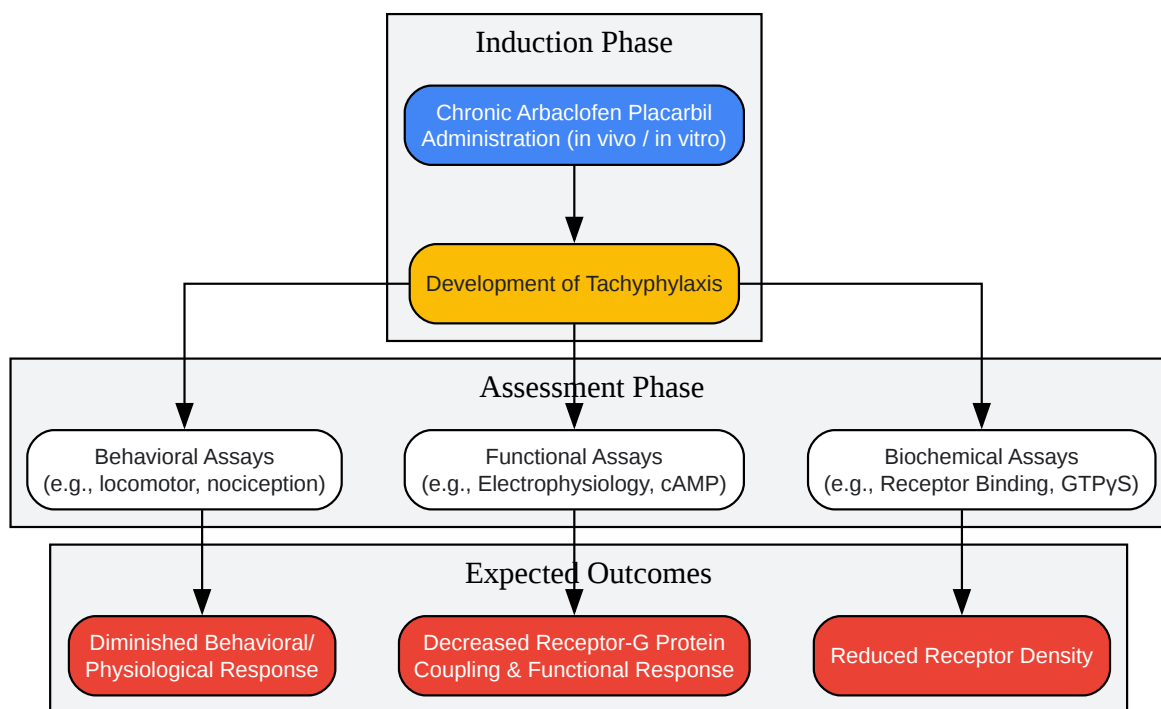 Induction Phase
Chronic Arbaclofen Placarbil
Administration (in vivo / in vitro)
Development of Tachyphylaxis
Assessment Phase
Behavioral Assays
(e.g., locomotor, nociception)
Functional Assays
(e.g., Electrophysiology, cAMP)
Biochemical Assays
(e.g., Receptor Binding, GTPγS)
Expected Outcomes
Diminished Behavioral/
Physiological Response
Decreased Receptor-G Protein
Coupling & Functional Response
Reduced Receptor Density